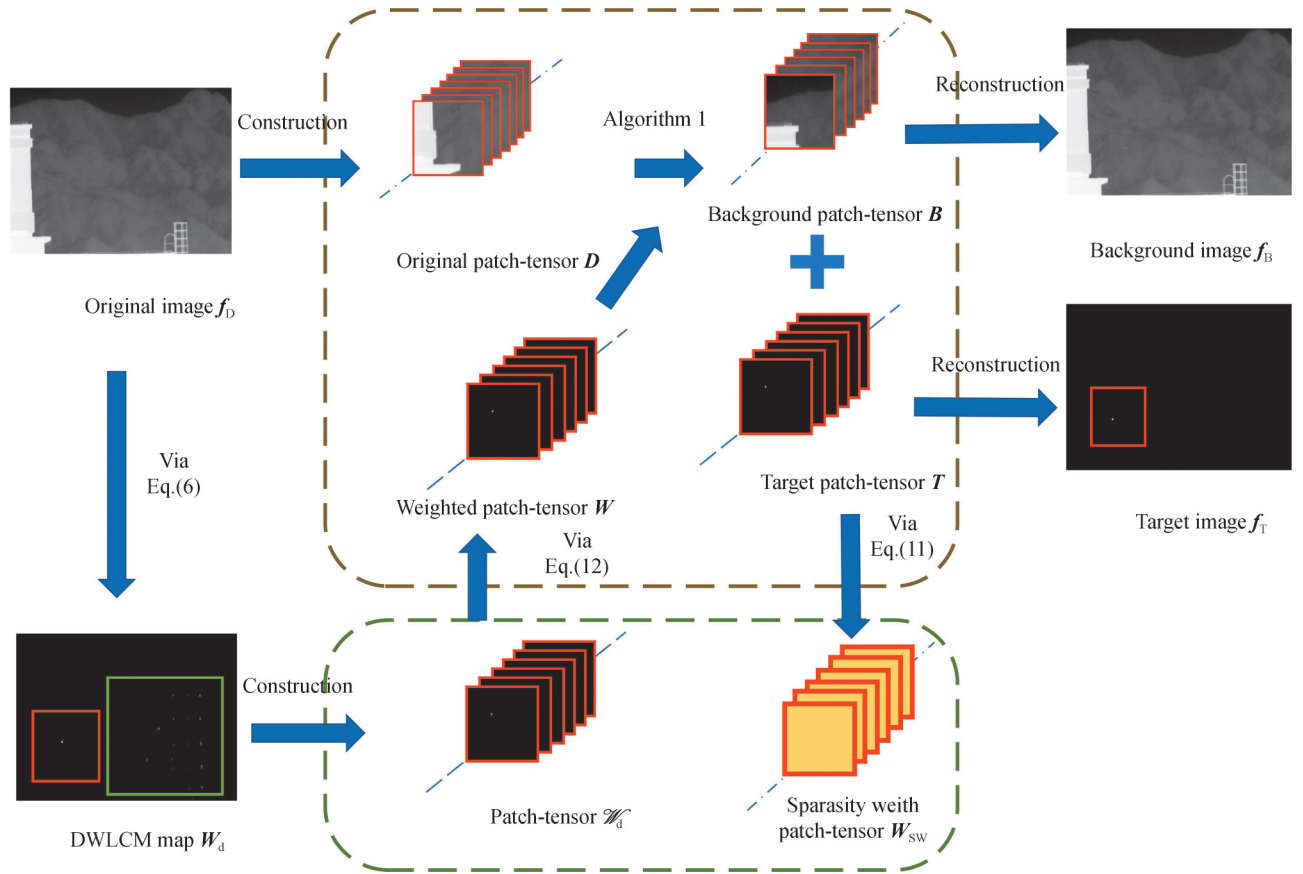 Construction
Algorithm 1
Reconstruction
Original image f_D
Original patch-tensor D
Background patch-tensor B
Background image f_B
Reconstruction
Via
Eq.(6)
Weighted patch-tensor W
Target patch-tensor T
Target image f_T
Via
Eq.(12)
Via
Eq.(11)
Construction
DWLCM map W_d
Patch-tensor 𝒲_d
Sparasity weith
patch-tensor W_SW